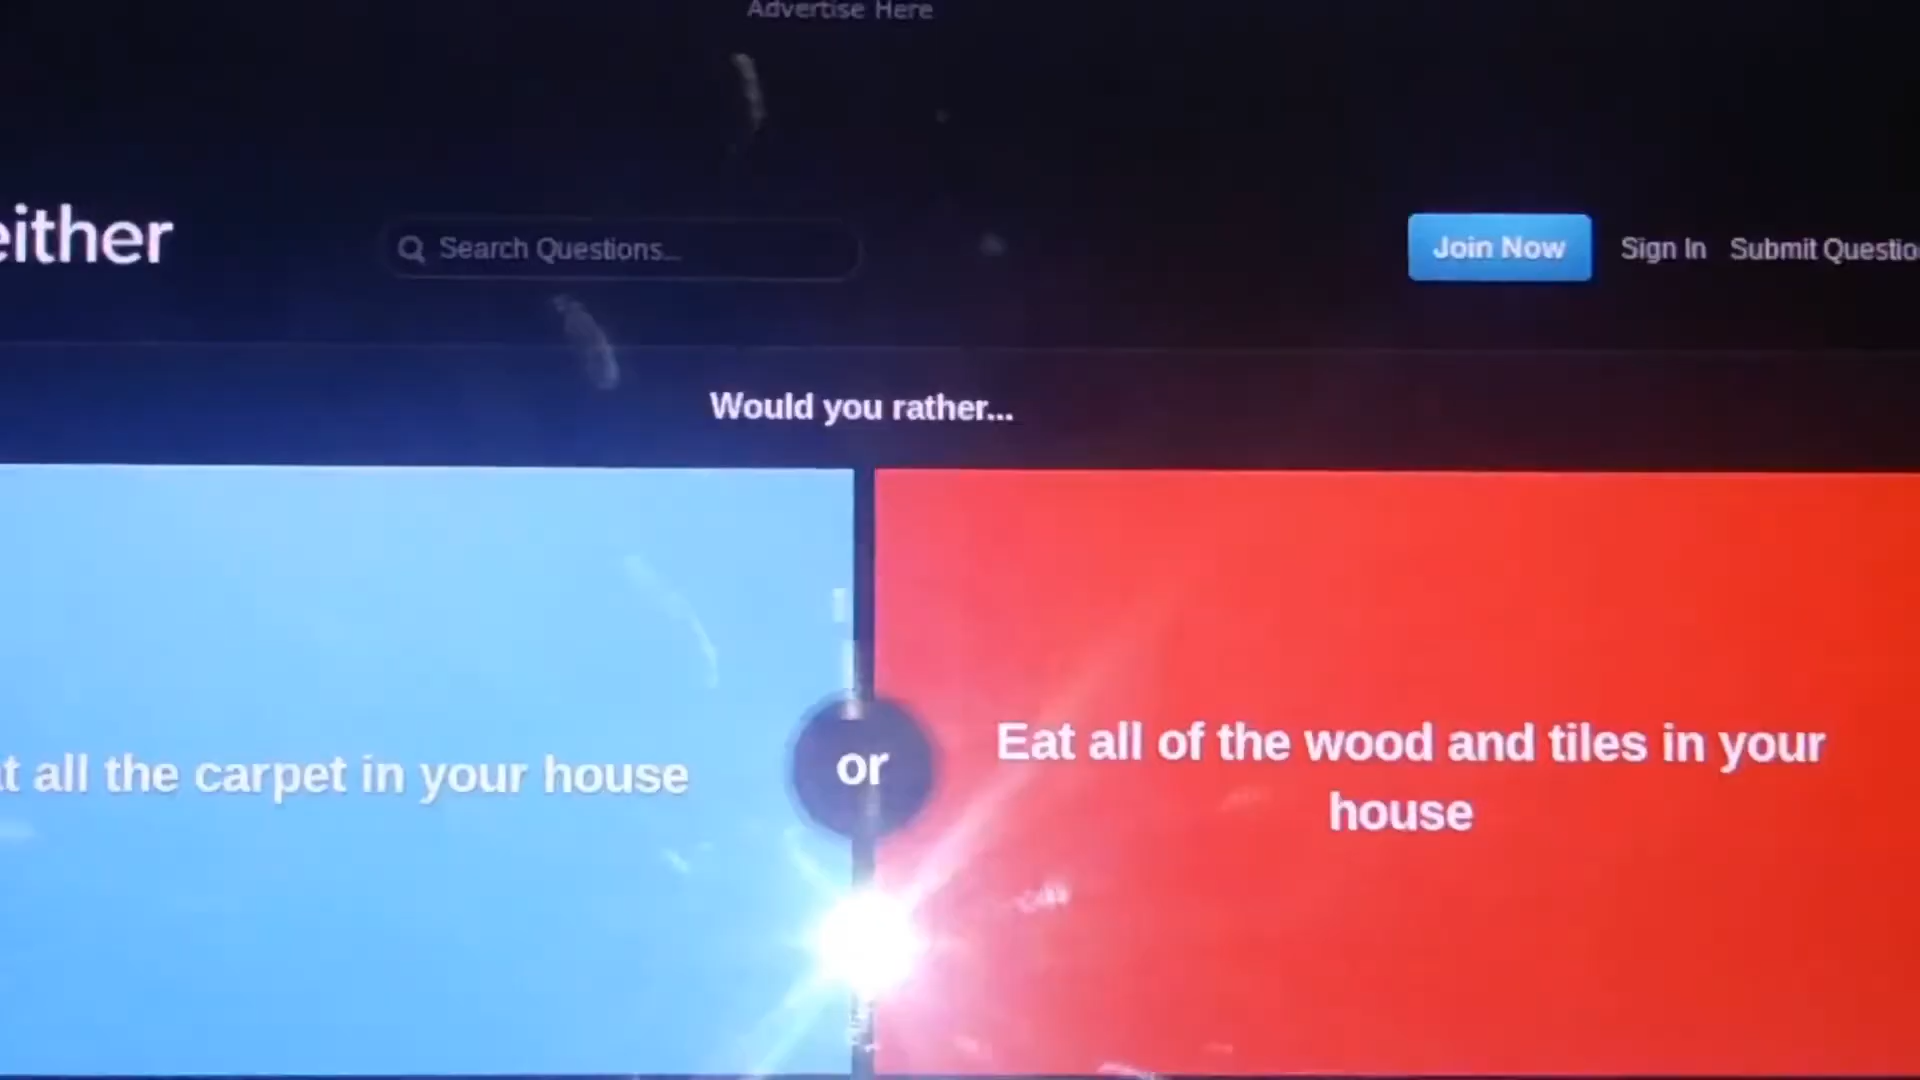 Advertise Here
either
Search Questions...
Join Now
Sign In
Submit Questio
Would you rather...
t all the carpet in your house
or
Eat all of the wood and tiles in your
house